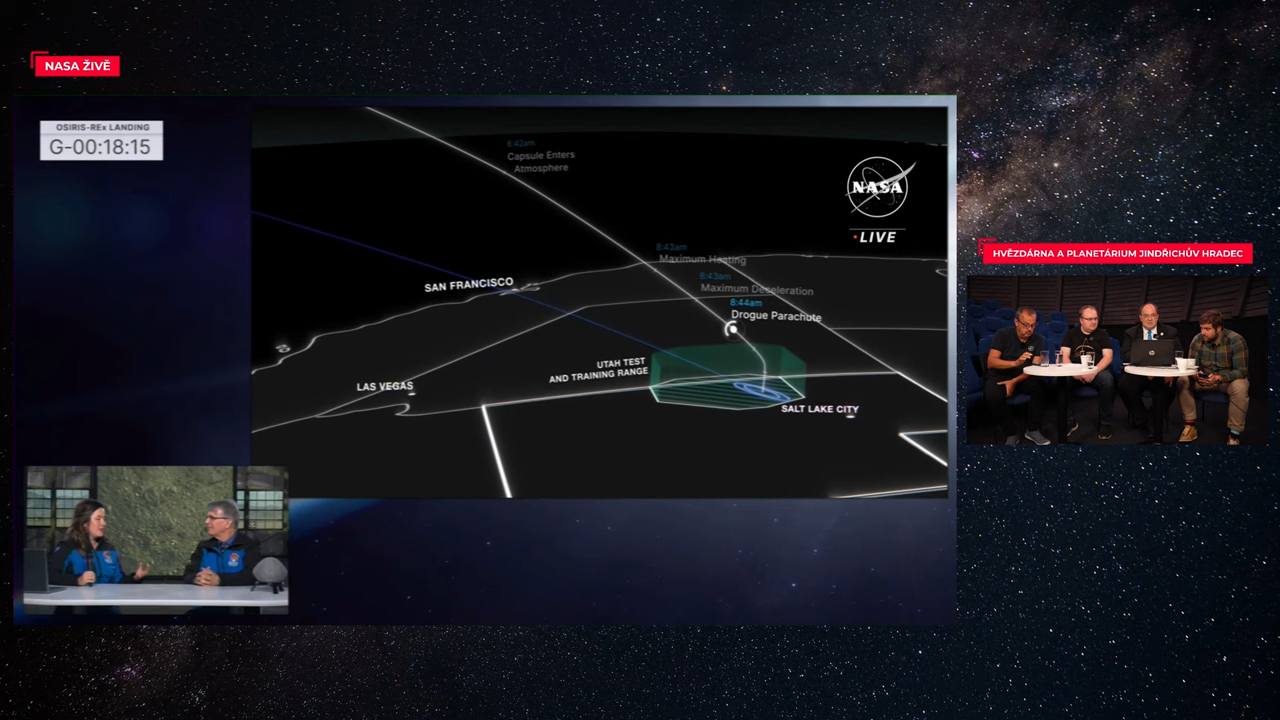 NASA ŽIVĚ
OSIRIS-REx LANDING
G-00:18:15
8:42am
Capsule Enters
Atmosphere
NASA
LIVE
HVĚZDÁRNA A PLANETÁRIUM JINDŘICHŮV HRADEC
8:43am
Maximum Heating
8:43am
Maximum Deceleration
8:44am
Drogue Parachute
SAN FRANCISCO
UTAH TEST
AND TRAINING RANGE
LAS VEGAS
SALT LAKE CITY
hp